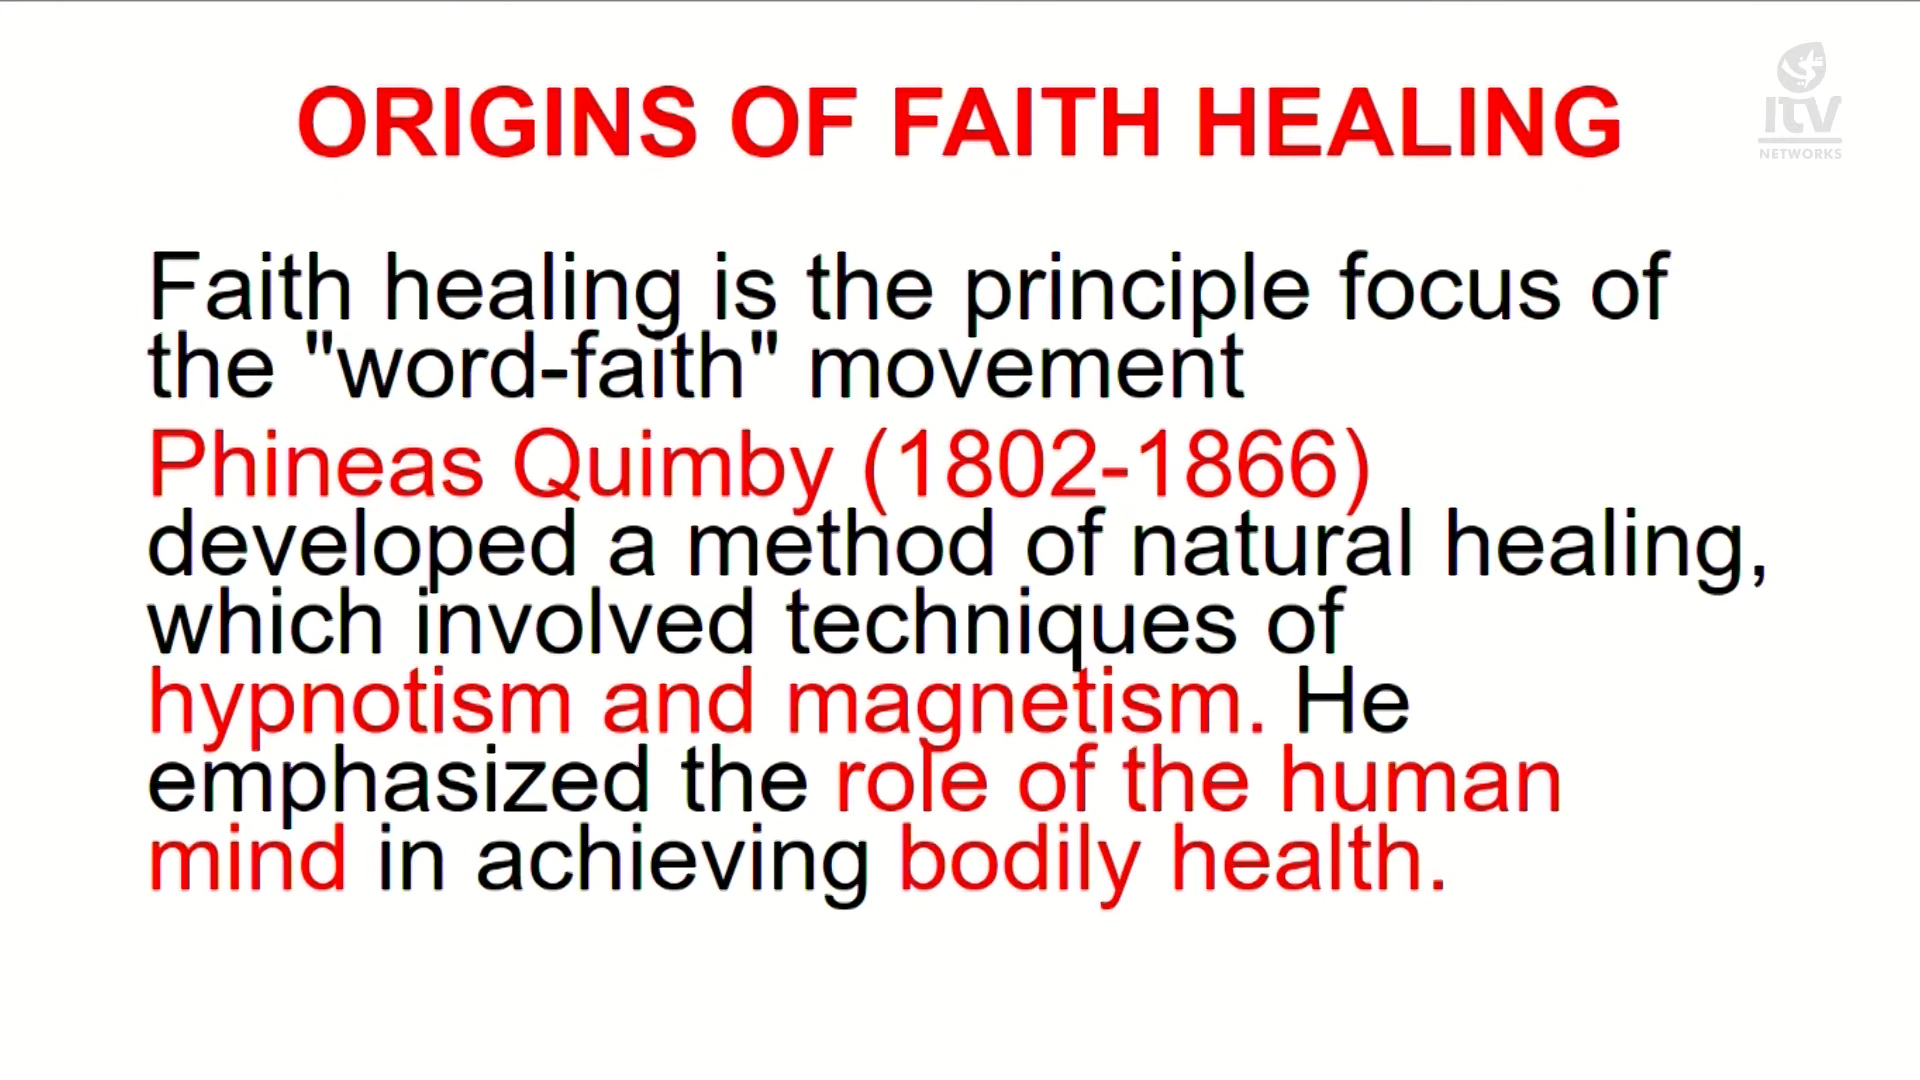 ORIGINS OF FAITH HEALING
ITV
NETWORKS
Faith healing is the principle focus of
the "word-faith" movement
Phineas Quimby (1802-1866)
developed a method of natural healing,
which involved techniques of
hypnotism and magnetism. He
emphasized the role of the human
mind in achieving bodily health.